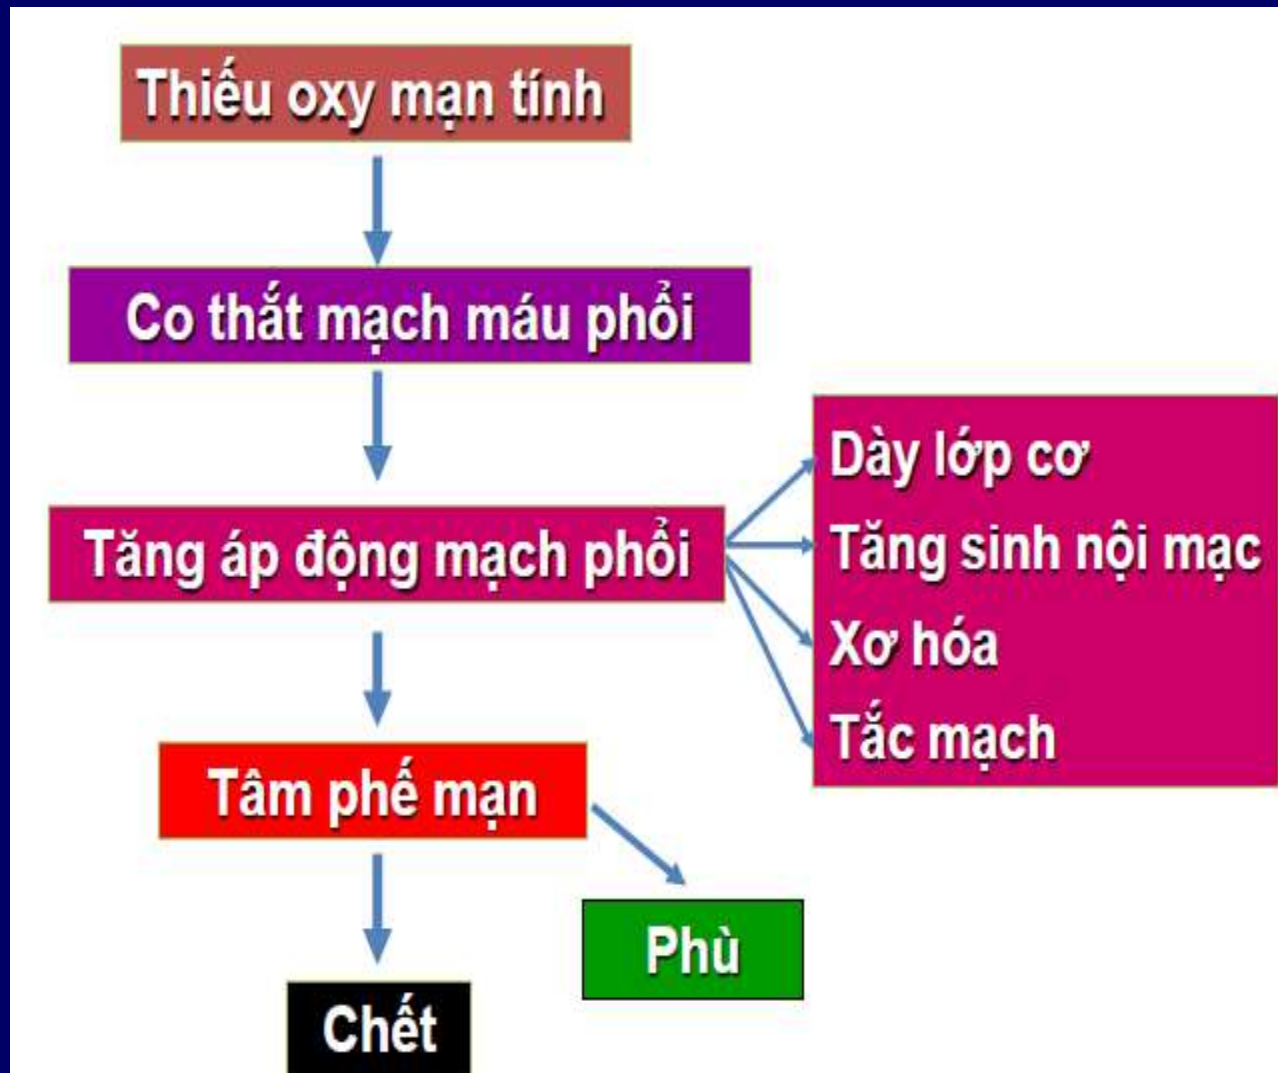 Thiếu oxy mạn tính
Co thắt mạch máu phổi
Tăng áp động mạch phổi
Dày lớp cơ
Tăng sinh nội mạc
Xơ hóa
Tắc mạch
Tâm phế mạn
Phù
Chết